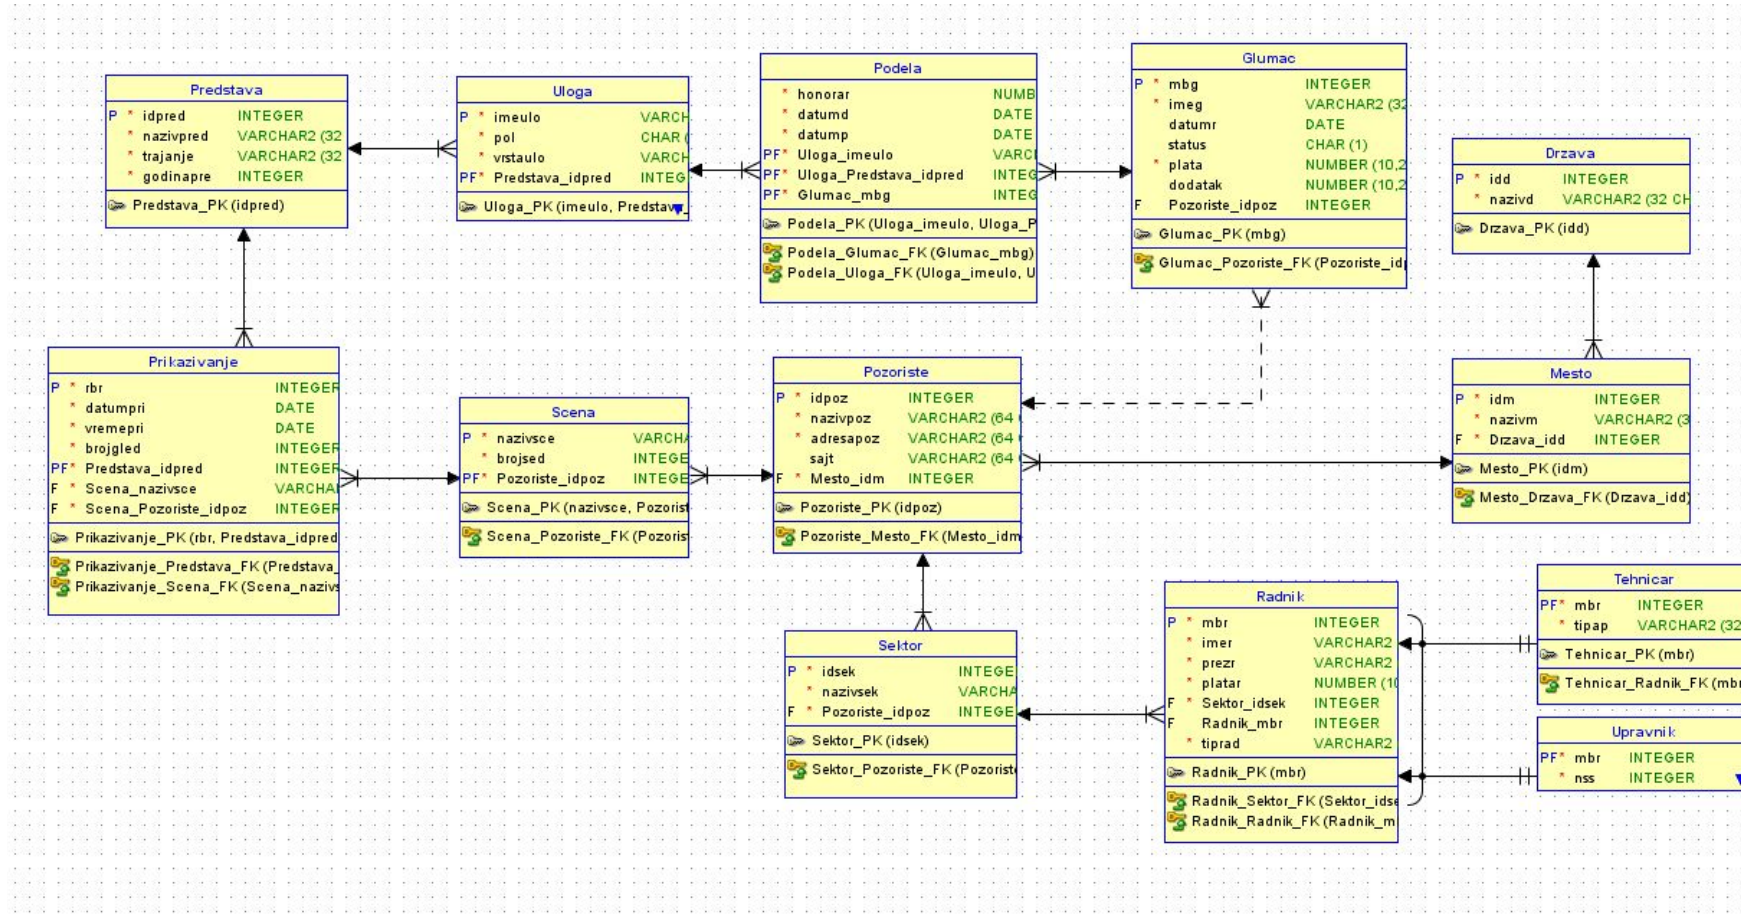 Predstava
P * idpred INTEGER
* nazivpred VARCHAR2 (32
* trajanje VARCHAR2 (32
* godinapre INTEGER
Predstava_PK (idpred)
Uloga
P * imeulo VARCH
* pol CHAR (
* vrstaulo VARCH
PF* Predstava_idpred INTEG
Uloga_PK (imeulo, Predstav
Podela
* honorar NUMB
* datumd DATE
* datump DATE
PF* Uloga_imeulo VARC
PF* Uloga_Predstava_idpred INTEG
PF* Glumac_mbg INTEG
Podela_PK (Uloga_imeulo, Uloga_P
Podela_Glumac_FK (Glumac_mbg)
Podela_Uloga_FK (Uloga_imeulo, U
Glumac
P * mbg INTEGER
* imeg VARCHAR2 (32
datumr DATE
status CHAR (1)
* plata NUMBER (10,2
dodatak NUMBER (10,2
F Pozoriste_idpoz INTEGER
Glumac_PK (mbg)
Glumac_Pozoriste_FK (Pozoriste_idp
Drzava
P * idd INTEGER
* nazivd VARCHAR2 (32 CH
Drzava_PK (idd)
Prikazivanje
P * rbr INTEGER
* datumpri DATE
* vremepri DATE
* brojgled INTEGER
PF* Predstava_idpred INTEGER
F * Scena_nazivsce VARCHA
F * Scena_Pozoriste_idpoz INTEGER
Prikazivanje_PK (rbr, Predstava_idpred
Prikazivanje_Predstava_FK (Predstava_
Prikazivanje_Scena_FK (Scena_nazivs
Scena
P * nazivsce VARCHA
* brojsed INTEGE
PF* Pozoriste_idpoz INTEGE
Scena_PK (nazivsce, Pozorist
Scena_Pozoriste_FK (Pozoris
Pozoriste
P * idpoz INTEGER
* nazivpoz VARCHAR2 (64
* adresapoz VARCHAR2 (64
sajt VARCHAR2 (64
F * Mesto_idm INTEGER
Pozoriste_PK (idpoz)
Pozoriste_Mesto_FK (Mesto_idm
Mesto
P * idm INTEGER
* nazivm VARCHAR2 (3
F * Drzava_idd INTEGER
Mesto_PK (idm)
Mesto_Drzava_FK (Drzava_idd)
Sektor
P * idsek INTEGE
* nazivsek VARCHA
F * Pozoriste_idpoz INTEGE
Sektor_PK (idsek)
Sektor_Pozoriste_FK (Pozorist
Radnik
P * mbr INTEGER
* imer VARCHAR2
* prezr VARCHAR2
* platar NUMBER (10
F * Sektor_idsek INTEGER
F Radnik_mbr INTEGER
* tiprad VARCHAR2
Radnik_PK (mbr)
Radnik_Sektor_FK (Sektor_idse
Radnik_Radnik_FK (Radnik_m
Tehnicar
PF* mbr INTEGER
* tipap VARCHAR2 (32
Tehnicar_PK (mbr)
Tehnicar_Radnik_FK (mbr
Upravnik
PF* mbr INTEGER
* nss INTEGER